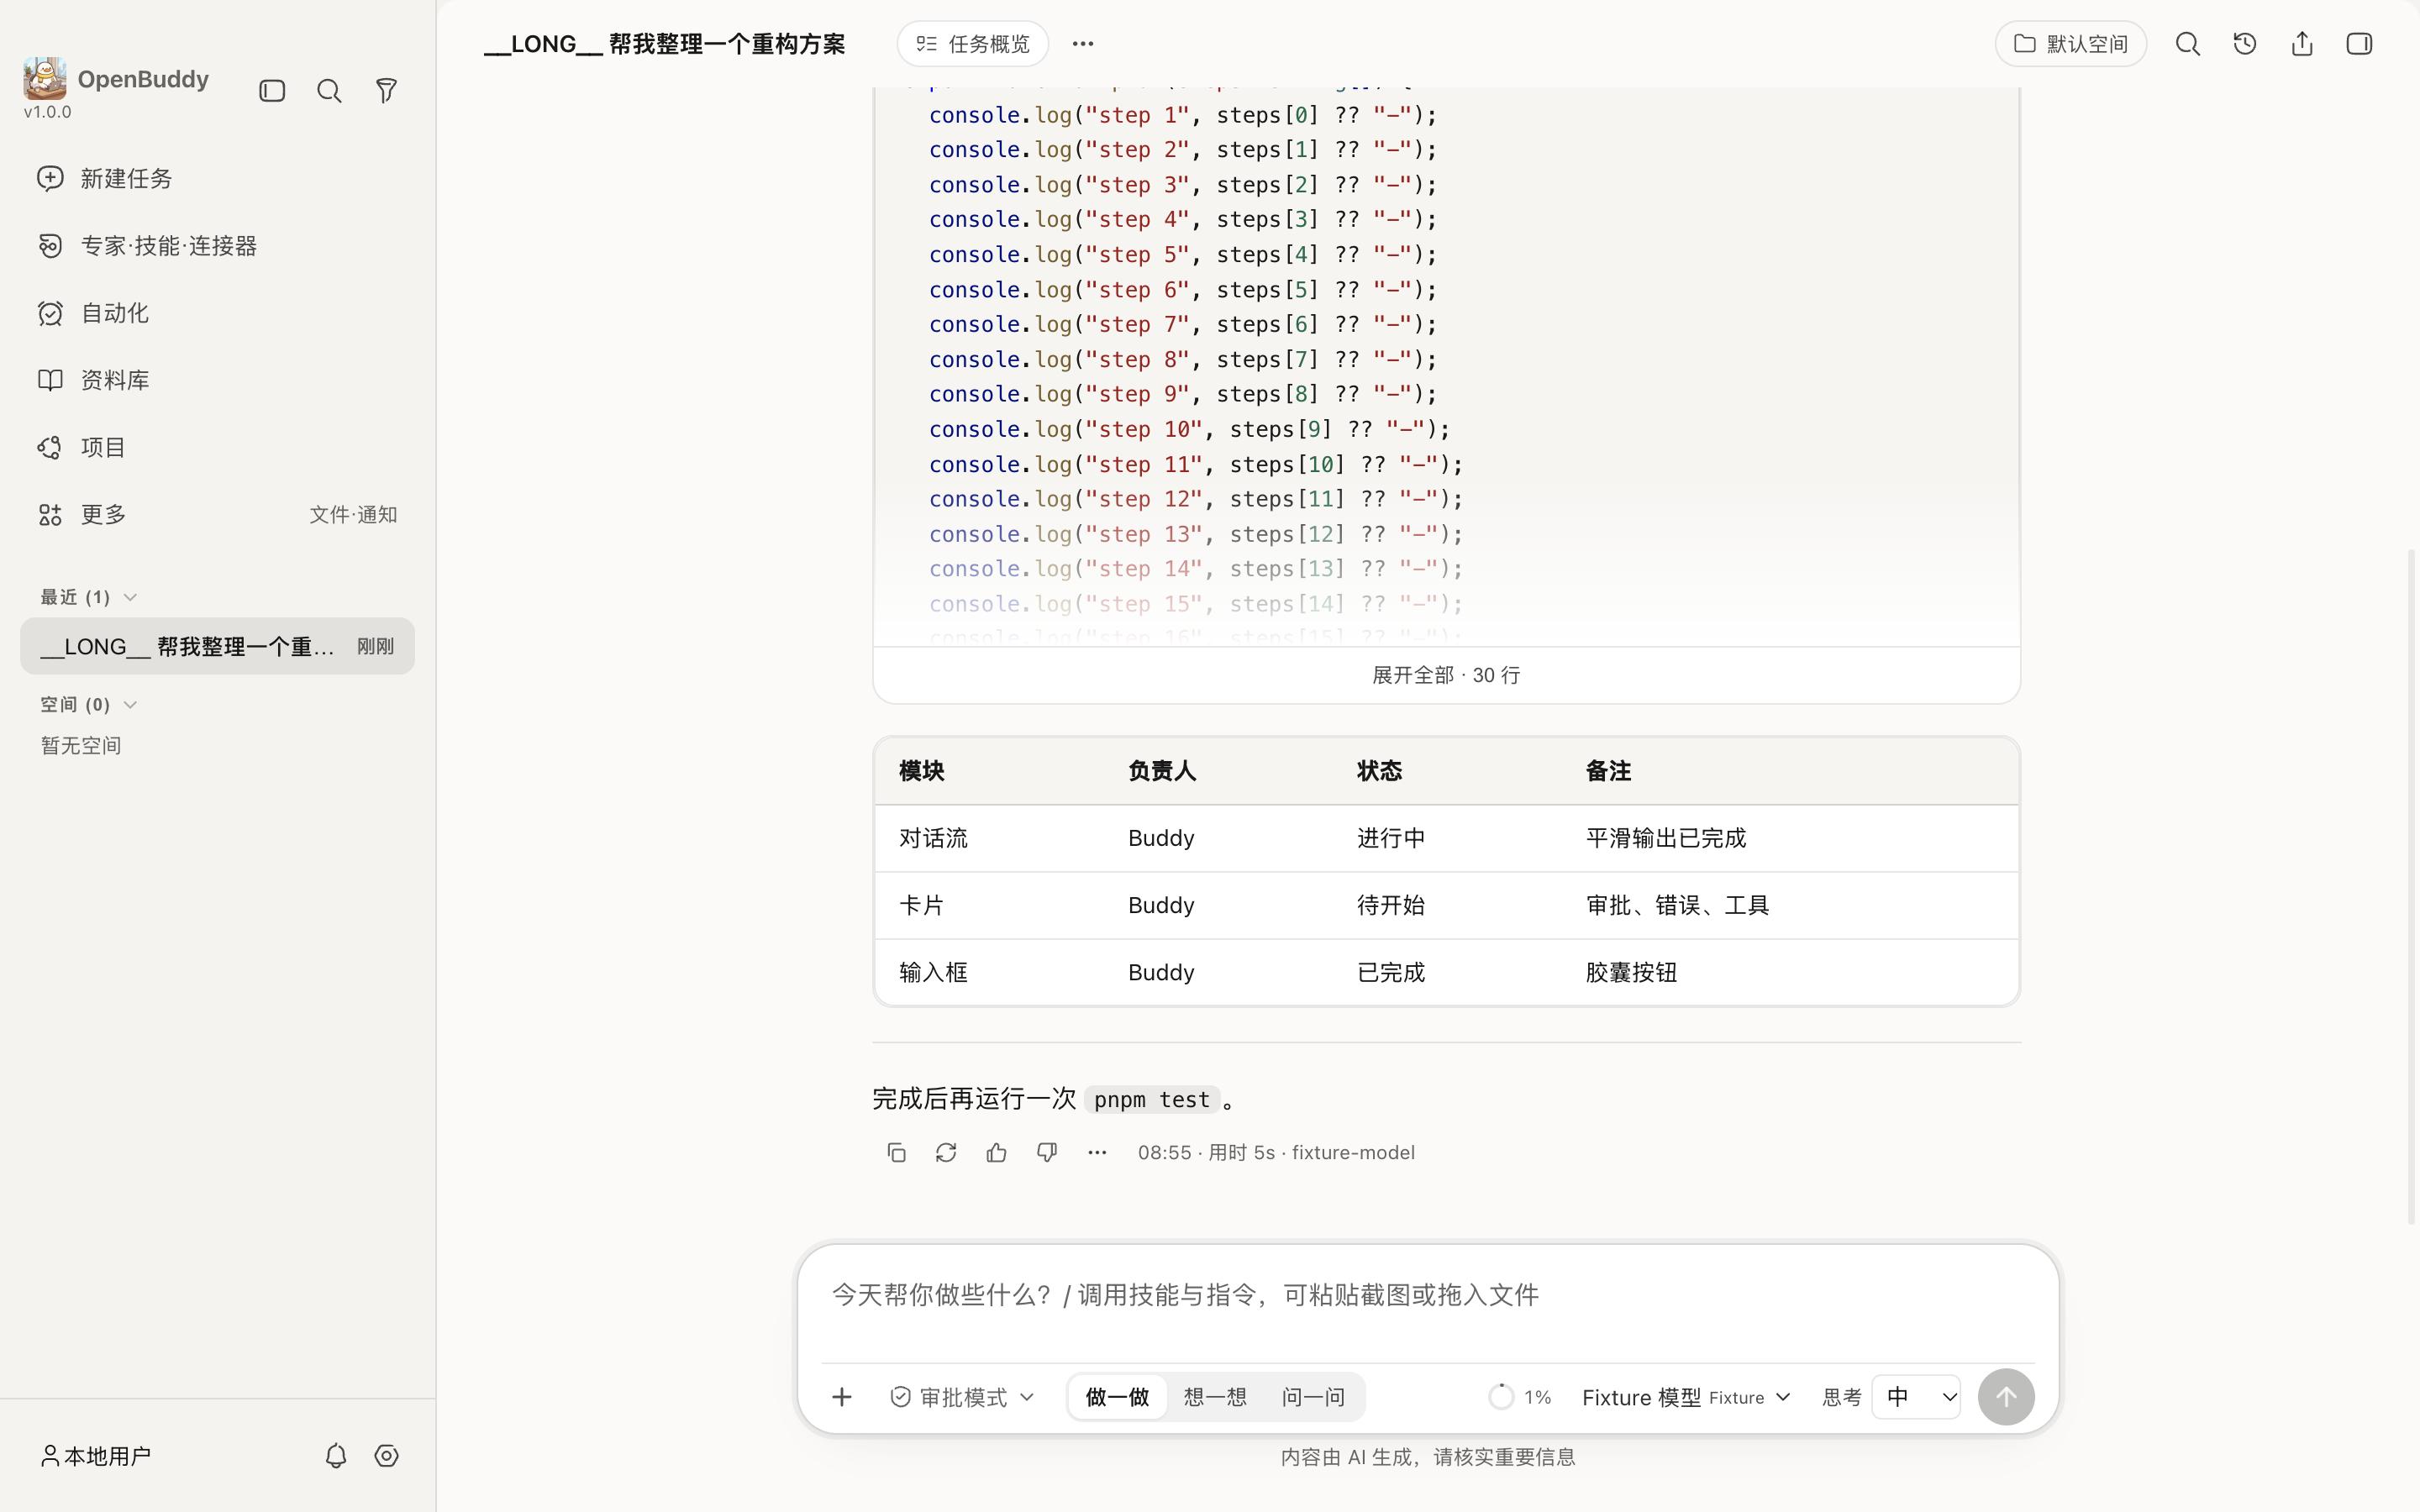 OpenBuddy
v1.0.0
新建任务
专家·技能·连接器
自动化
资料库
项目
更多 文件·通知
最近 (1)
__LONG__ 帮我整理一个重… 刚刚
空间 (0)
暂无空间
本地用户
__LONG__ 帮我整理一个重构方案 任务概览 默认空间
console.log("step 1", steps[0] ?? "—");
console.log("step 2", steps[1] ?? "—");
console.log("step 3", steps[2] ?? "—");
console.log("step 4", steps[3] ?? "—");
console.log("step 5", steps[4] ?? "—");
console.log("step 6", steps[5] ?? "—");
console.log("step 7", steps[6] ?? "—");
console.log("step 8", steps[7] ?? "—");
console.log("step 9", steps[8] ?? "—");
console.log("step 10", steps[9] ?? "—");
console.log("step 11", steps[10] ?? "—");
console.log("step 12", steps[11] ?? "—");
console.log("step 13", steps[12] ?? "—");
console.log("step 14", steps[13] ?? "—");
console.log("step 15", steps[14] ?? "—");
console.log("step 16", steps[15] ?? "—");
展开全部 · 30 行
模块 负责人 状态 备注
对话流 Buddy 进行中 平滑输出已完成
卡片 Buddy 待开始 审批、错误、工具
输入框 Buddy 已完成 胶囊按钮
完成后再运行一次 pnpm test 。
08:55 · 用时 5s · fixture-model
今天帮你做些什么？/ 调用技能与指令，可粘贴截图或拖入文件
审批模式 做一做 想一想 问一问 1% Fixture 模型 Fixture 思考 中
内容由 AI 生成，请核实重要信息